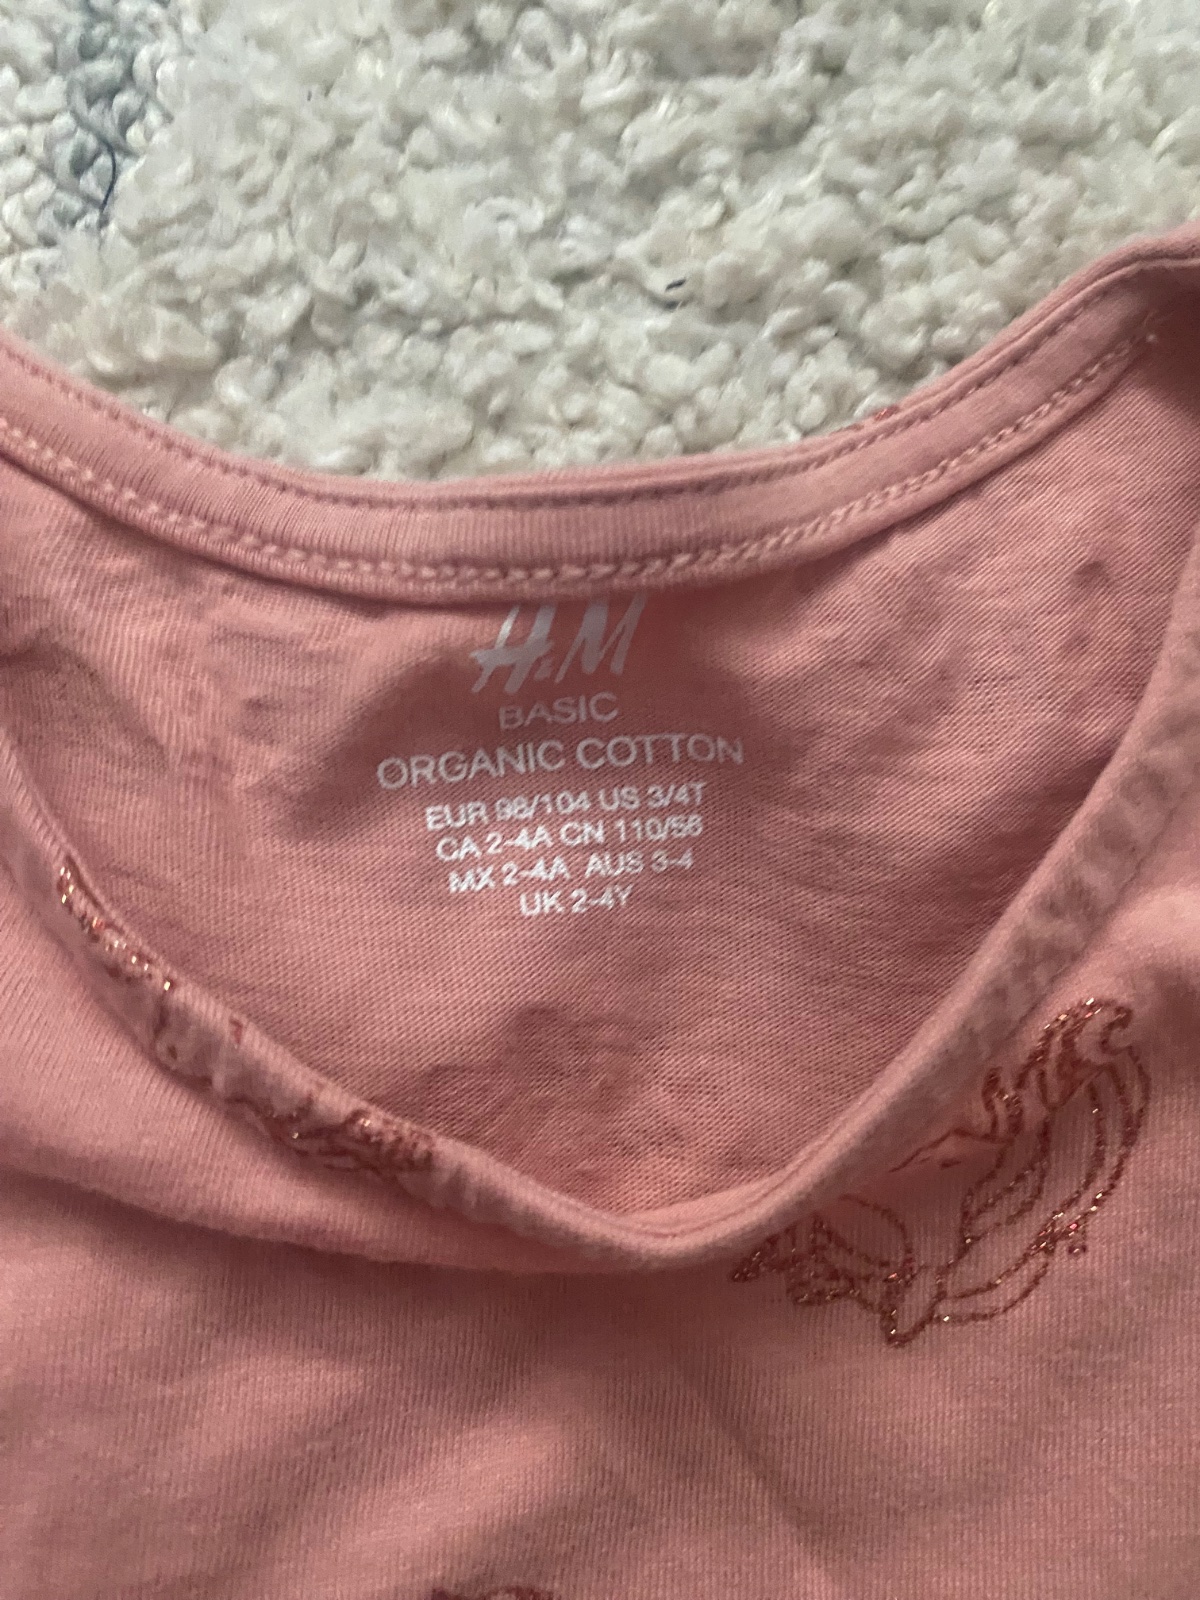 H&M
BASIC
ORGANIC COTTON
EUR 98/104 US 3/4T
CA 2-4A CN 110/56
MX 2-4A AUS 3-4
UK 2-4Y